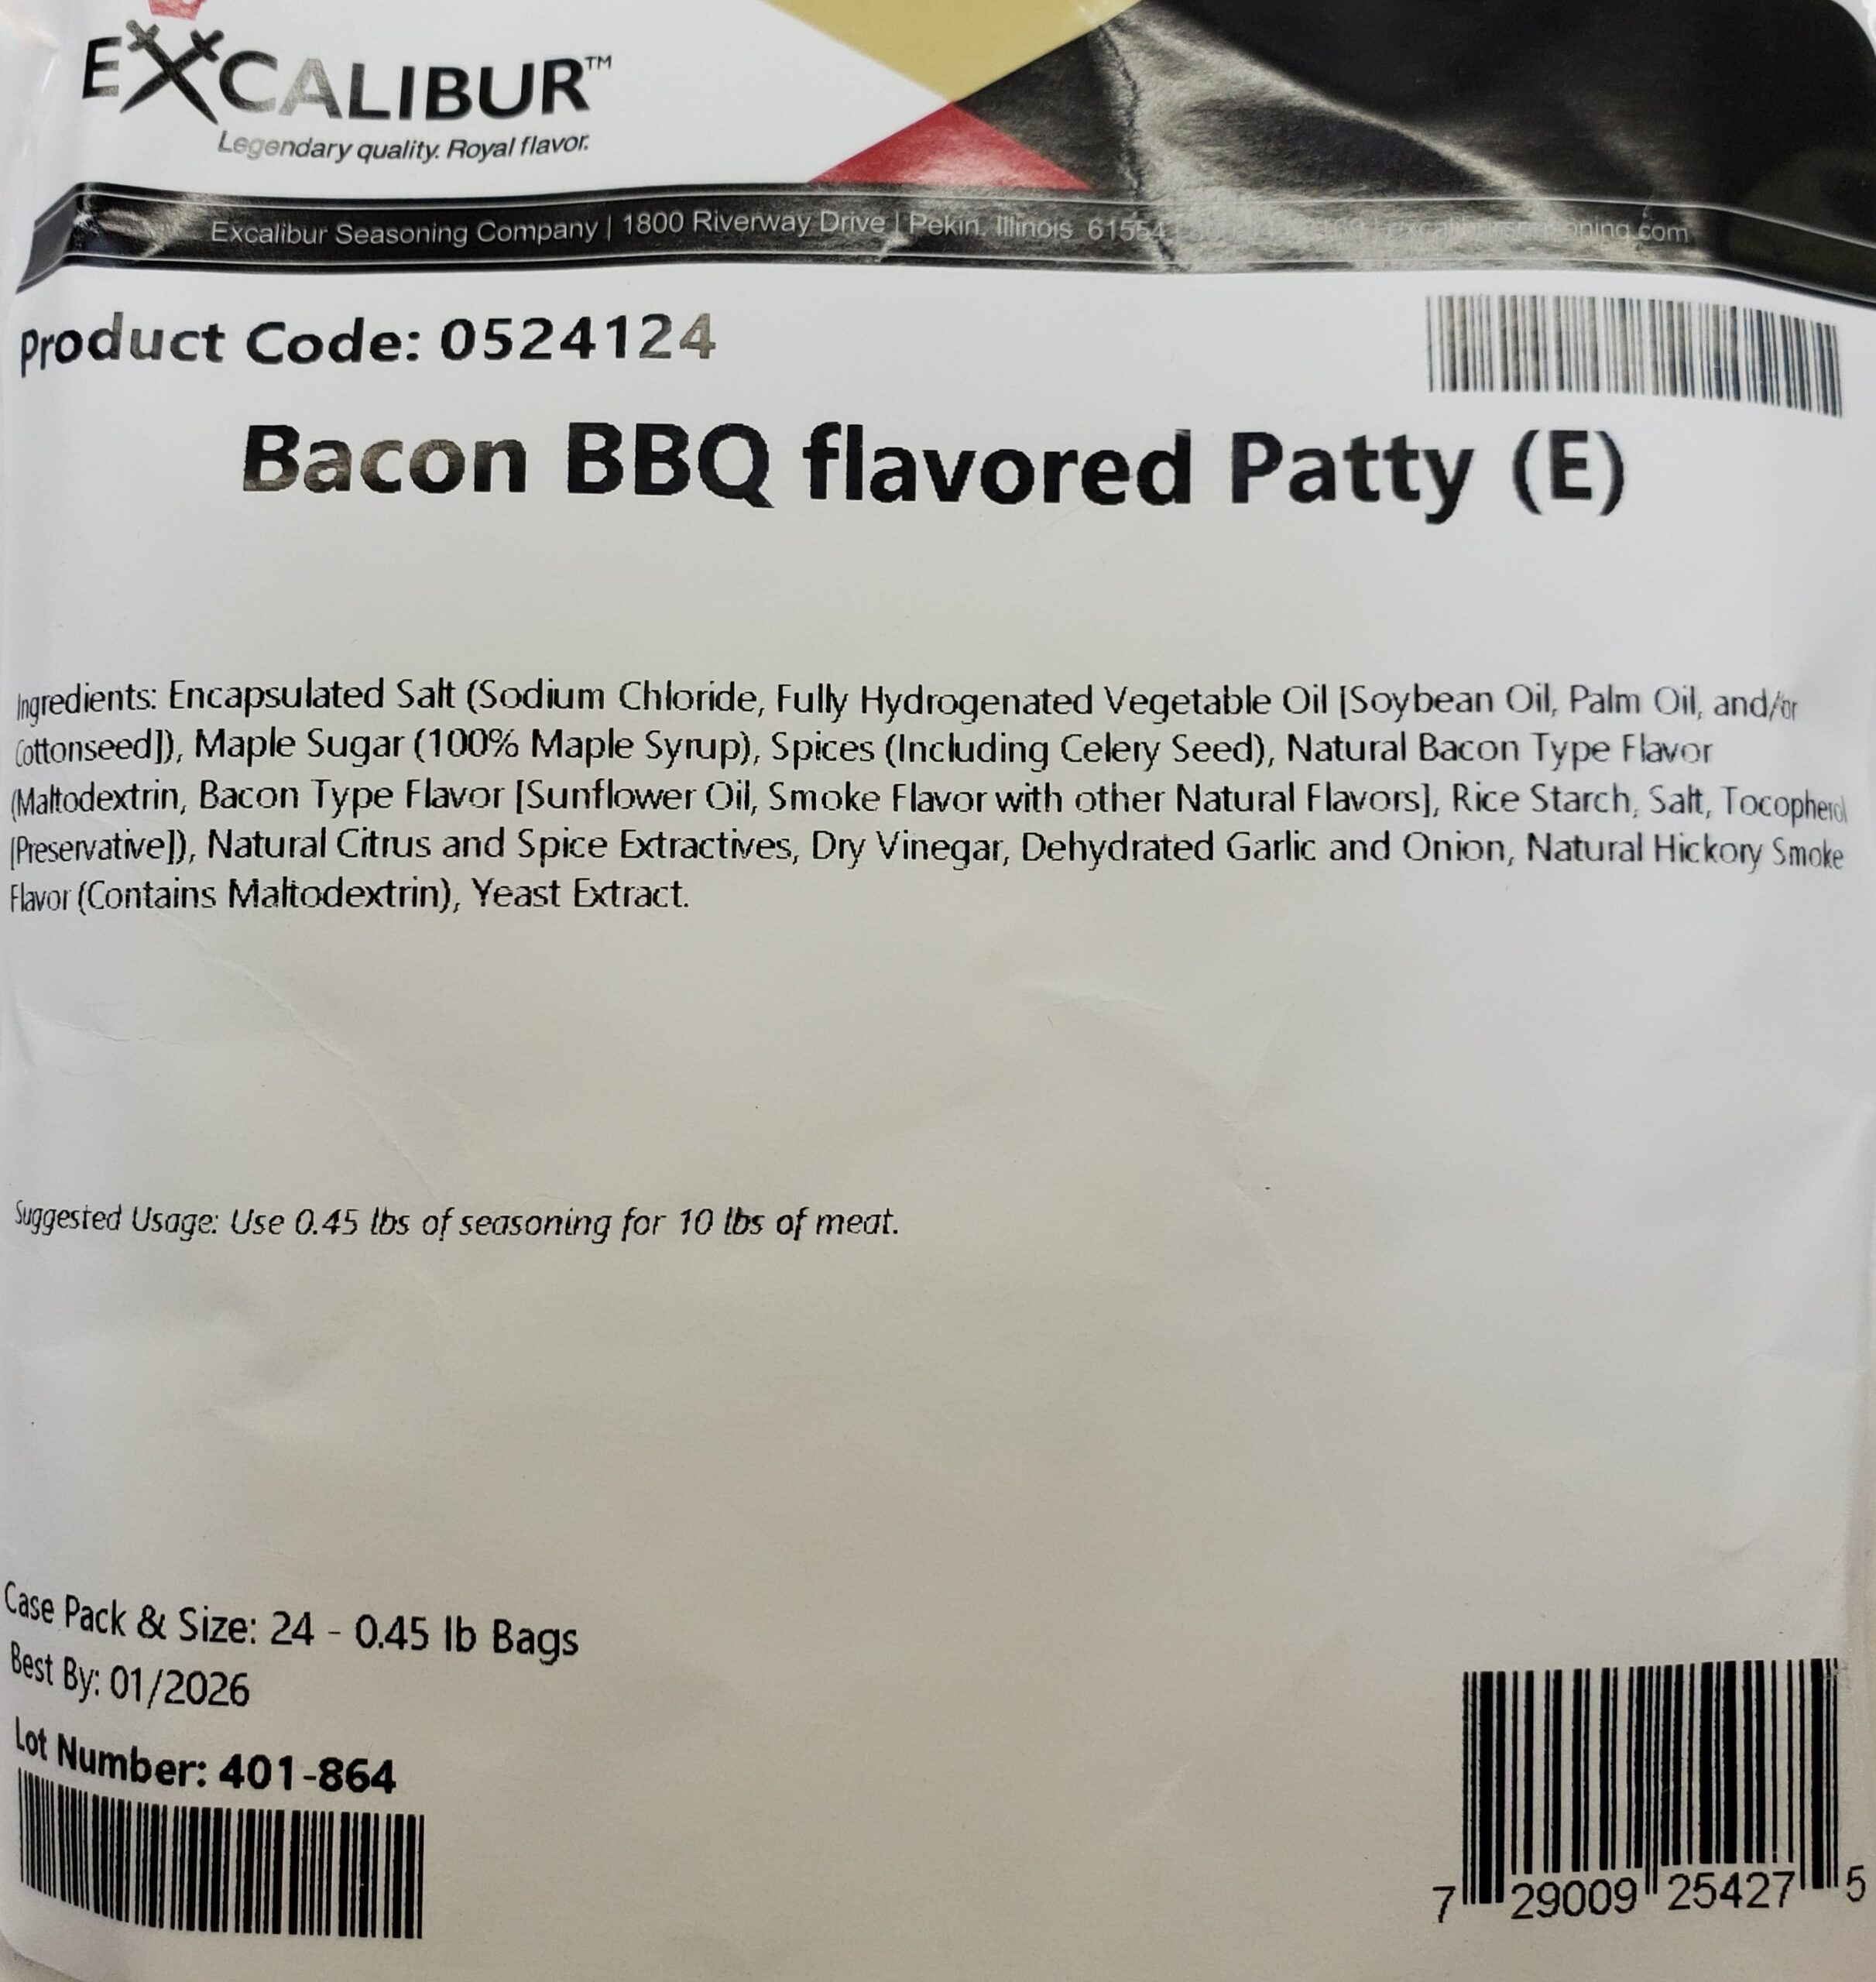 EXCALIBUR™
Legendary quality. Royal flavor.
Excalibur Seasoning Company | 1800 Riverway Drive | Pekin, Illinois 61554
Product Code: 0524124
Bacon BBQ flavored Patty (E)
Ingredients: Encapsulated Salt (Sodium Chloride, Fully Hydrogenated Vegetable Oil [Soybean Oil, Palm Oil, and/or
Cottonseed]), Maple Sugar (100% Maple Syrup), Spices (Including Celery Seed), Natural Bacon Type Flavor
(Maltodextrin, Bacon Type Flavor [Sunflower Oil, Smoke Flavor with other Natural Flavors], Rice Starch, Salt, Tocopherol
[Preservative]), Natural Citrus and Spice Extractives, Dry Vinegar, Dehydrated Garlic and Onion, Natural Hickory Smoke
Flavor (Contains Maltodextrin), Yeast Extract.
Suggested Usage: Use 0.45 lbs of seasoning for 10 lbs of meat.
Case Pack & Size: 24 - 0.45 lb Bags
Best By: 01/2026
Lot Number: 401-864
7 29009 25427 5